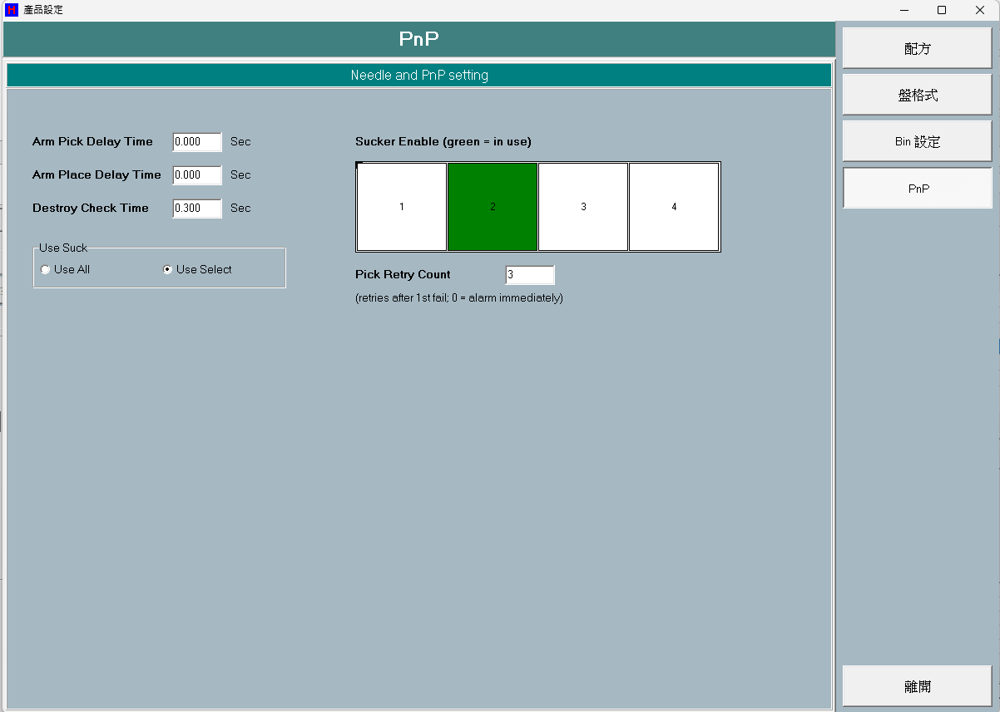 H 產品設定
PnP
Needle and PnP setting
Arm Pick Delay Time 0.000 Sec
Arm Place Delay Time 0.000 Sec
Destroy Check Time 0.300 Sec
Use Suck
Use All Use Select
Sucker Enable (green = in use)
1 2 3 4
Pick Retry Count 3
(retries after 1st fail; 0 = alarm immediately)
配方
盤格式
Bin 設定
PnP
離開